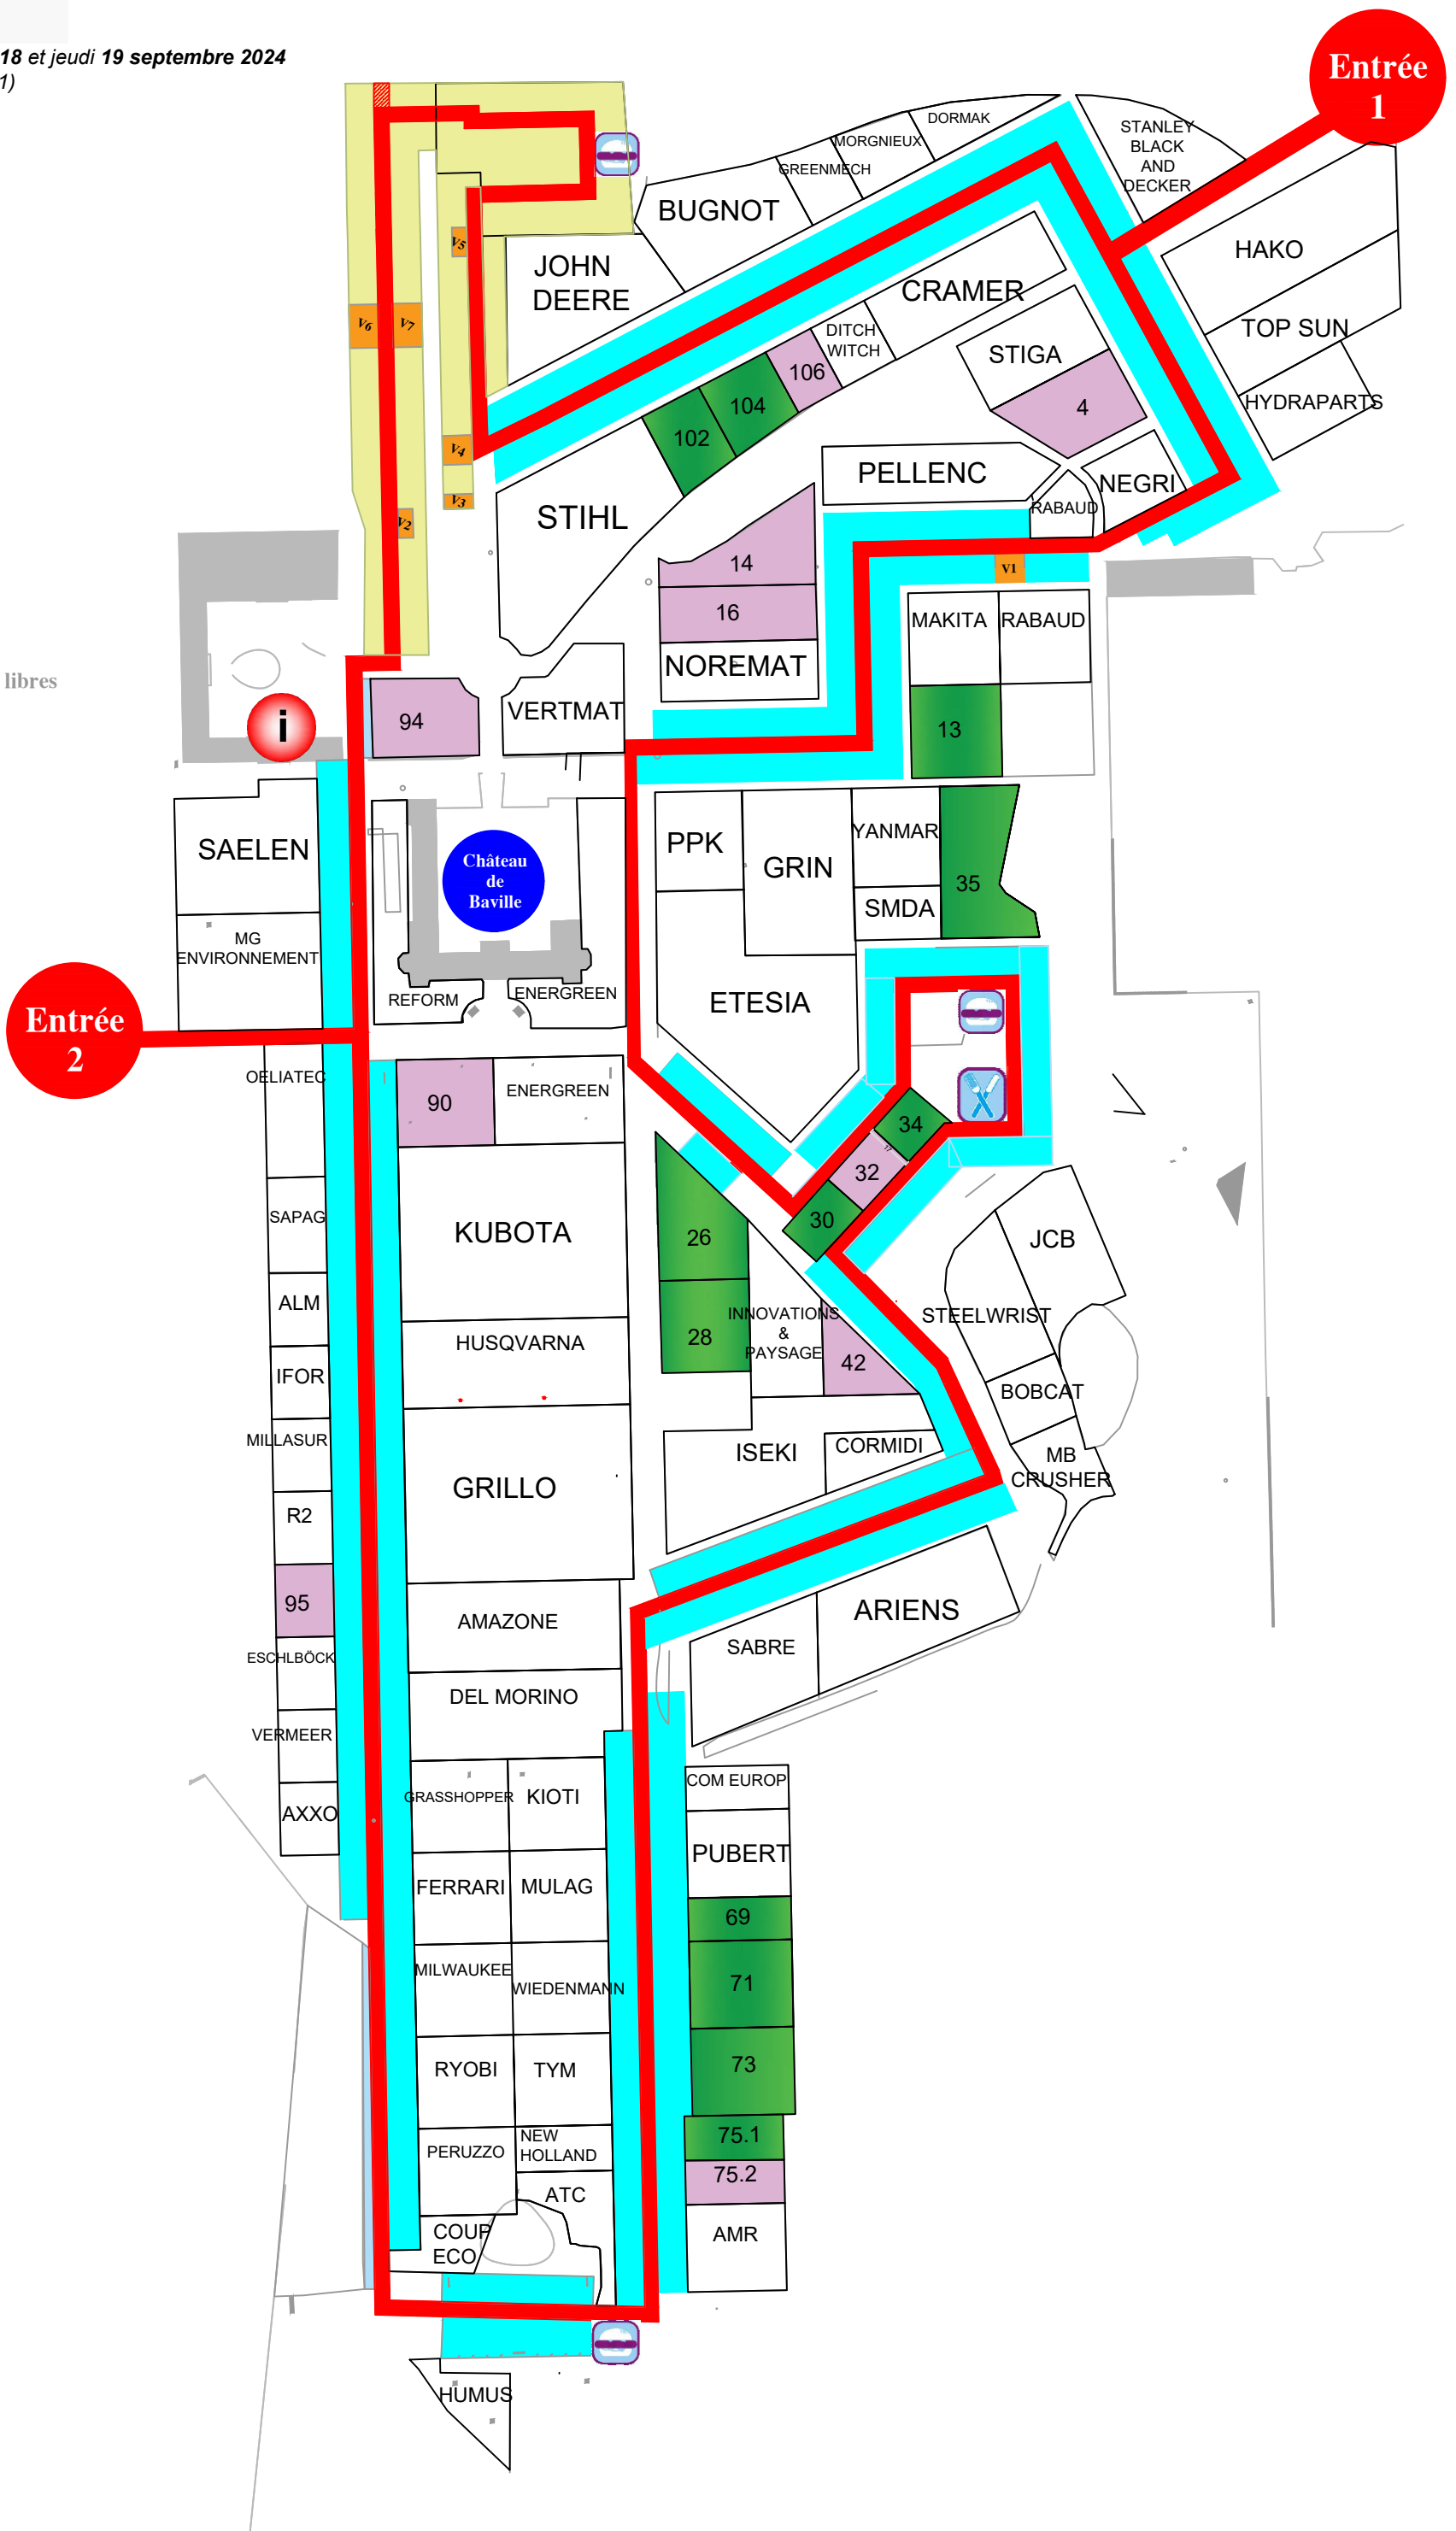 18 et jeudi 19 septembre 2024
1)
Entrée
1
DORMAK
MORGNIEUX
GREENMECH
STANLEY
BLACK
AND
DECKER
BUGNOT
HAKO
JOHN
DEERE
V5
V6
V7
CRAMER
DITCH
WITCH
TOP SUN
STIGA
106
104
102
4
HYDRAPARTS
V4
V3
V2
PELLENC
NEGRI
RABAUD
STIHL
14
V1
16
MAKITA
RABAUD
NOREMAT
libres
i
94
VERTMAT
13
SAELEN
PPK
GRIN
YANMAR
35
SMDA
Château
de
Baville
MG
ENVIRONNEMENT
REFORM
ENERGREEN
ETESIA
Entrée
2
OELIATEC
90
ENERGREEN
34
32
30
SAPAG
KUBOTA
26
JCB
ALM
HUSQVARNA
28
INNOVATIONS
&
PAYSAGE
42
STEELWRIST
IFOR
BOBCAT
MILLASUR
GRILLO
ISEKI
CORMIDI
MB
CRUSHER
R2
95
AMAZONE
ARIENS
SABRE
ESCHLBÖCK
DEL MORINO
VERMEER
COM EUROP
GRASSHOPPER
KIOTI
AXXO
PUBERT
FERRARI
MULAG
69
MILWAUKEE
WIEDENMANN
71
RYOBI
TYM
73
PERUZZO
NEW
HOLLAND
75.1
75.2
ATC
COUP
ECO
AMR
HUMUS